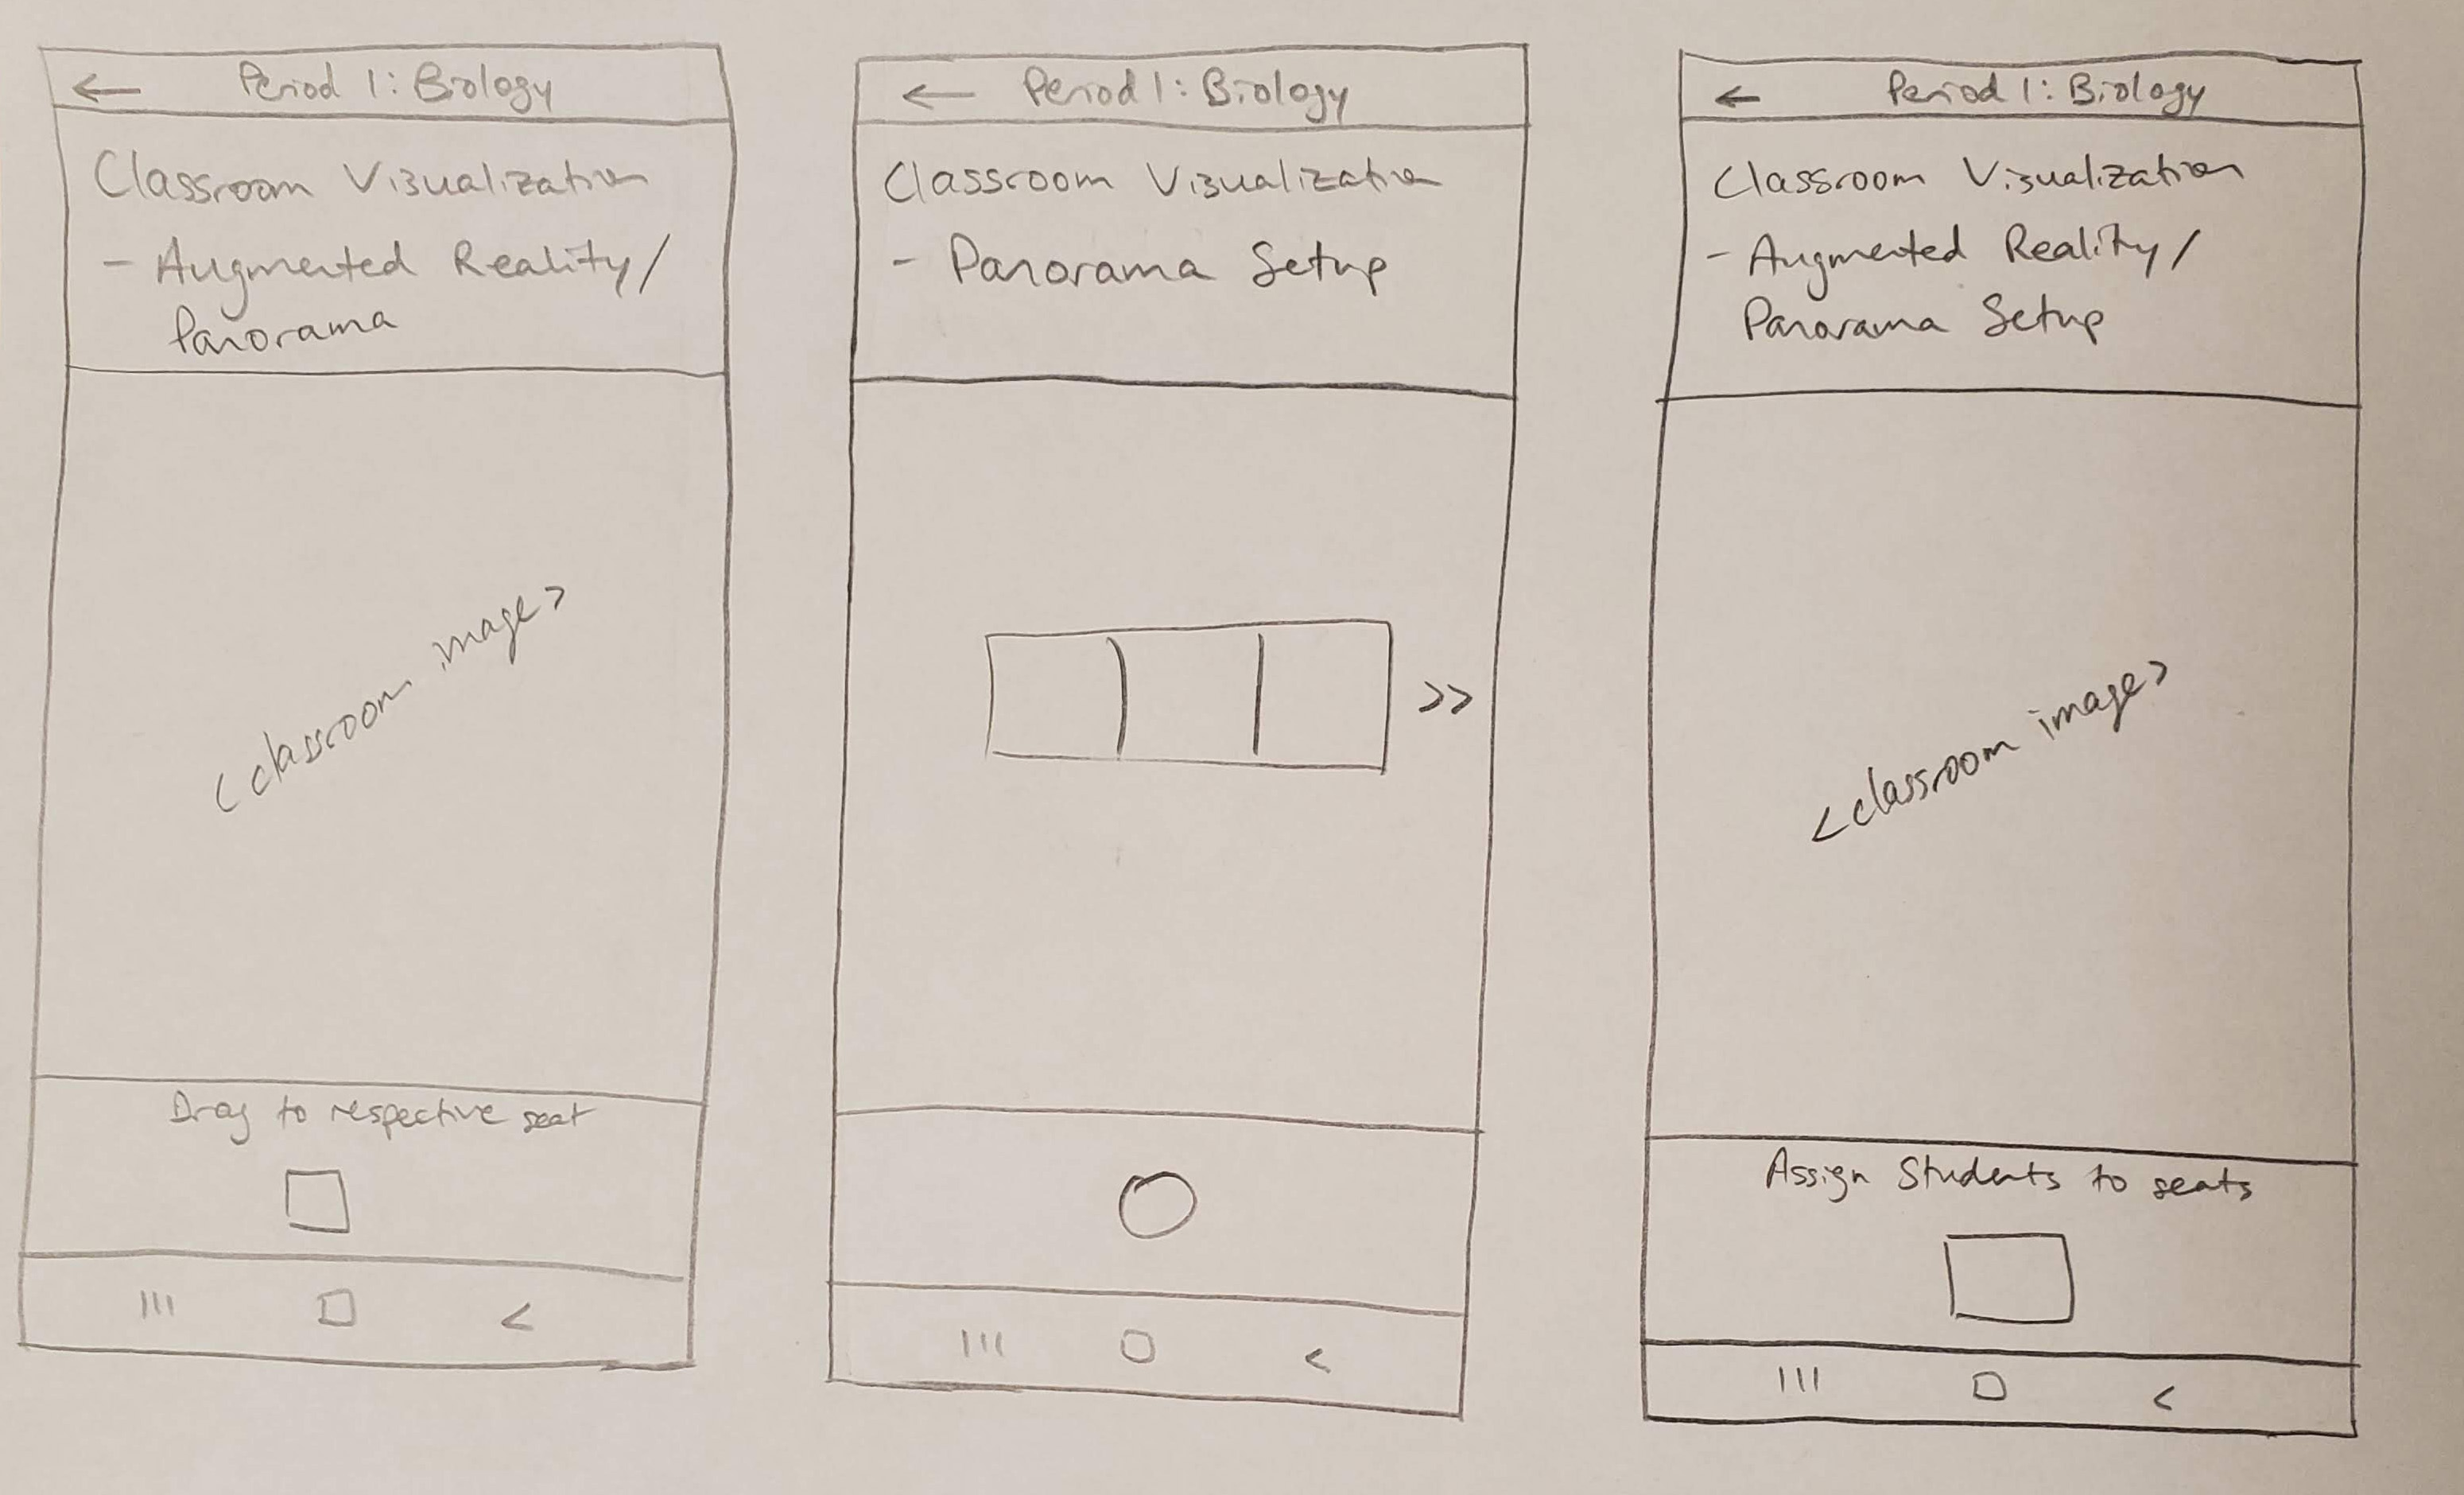 ← Period 1: Biology
Classroom Visualization
- Augmented Reality/
Panorama
<classroom image>
Drag to respective seat
III □ <
← Period 1: Biology
Classroom Visualization
- Panorama Setup
>>
III □ <
← Period 1: Biology
Classroom Visualization
- Augmented Reality/
Panorama Setup
<classroom image>
Assign Students to seats
III □ <